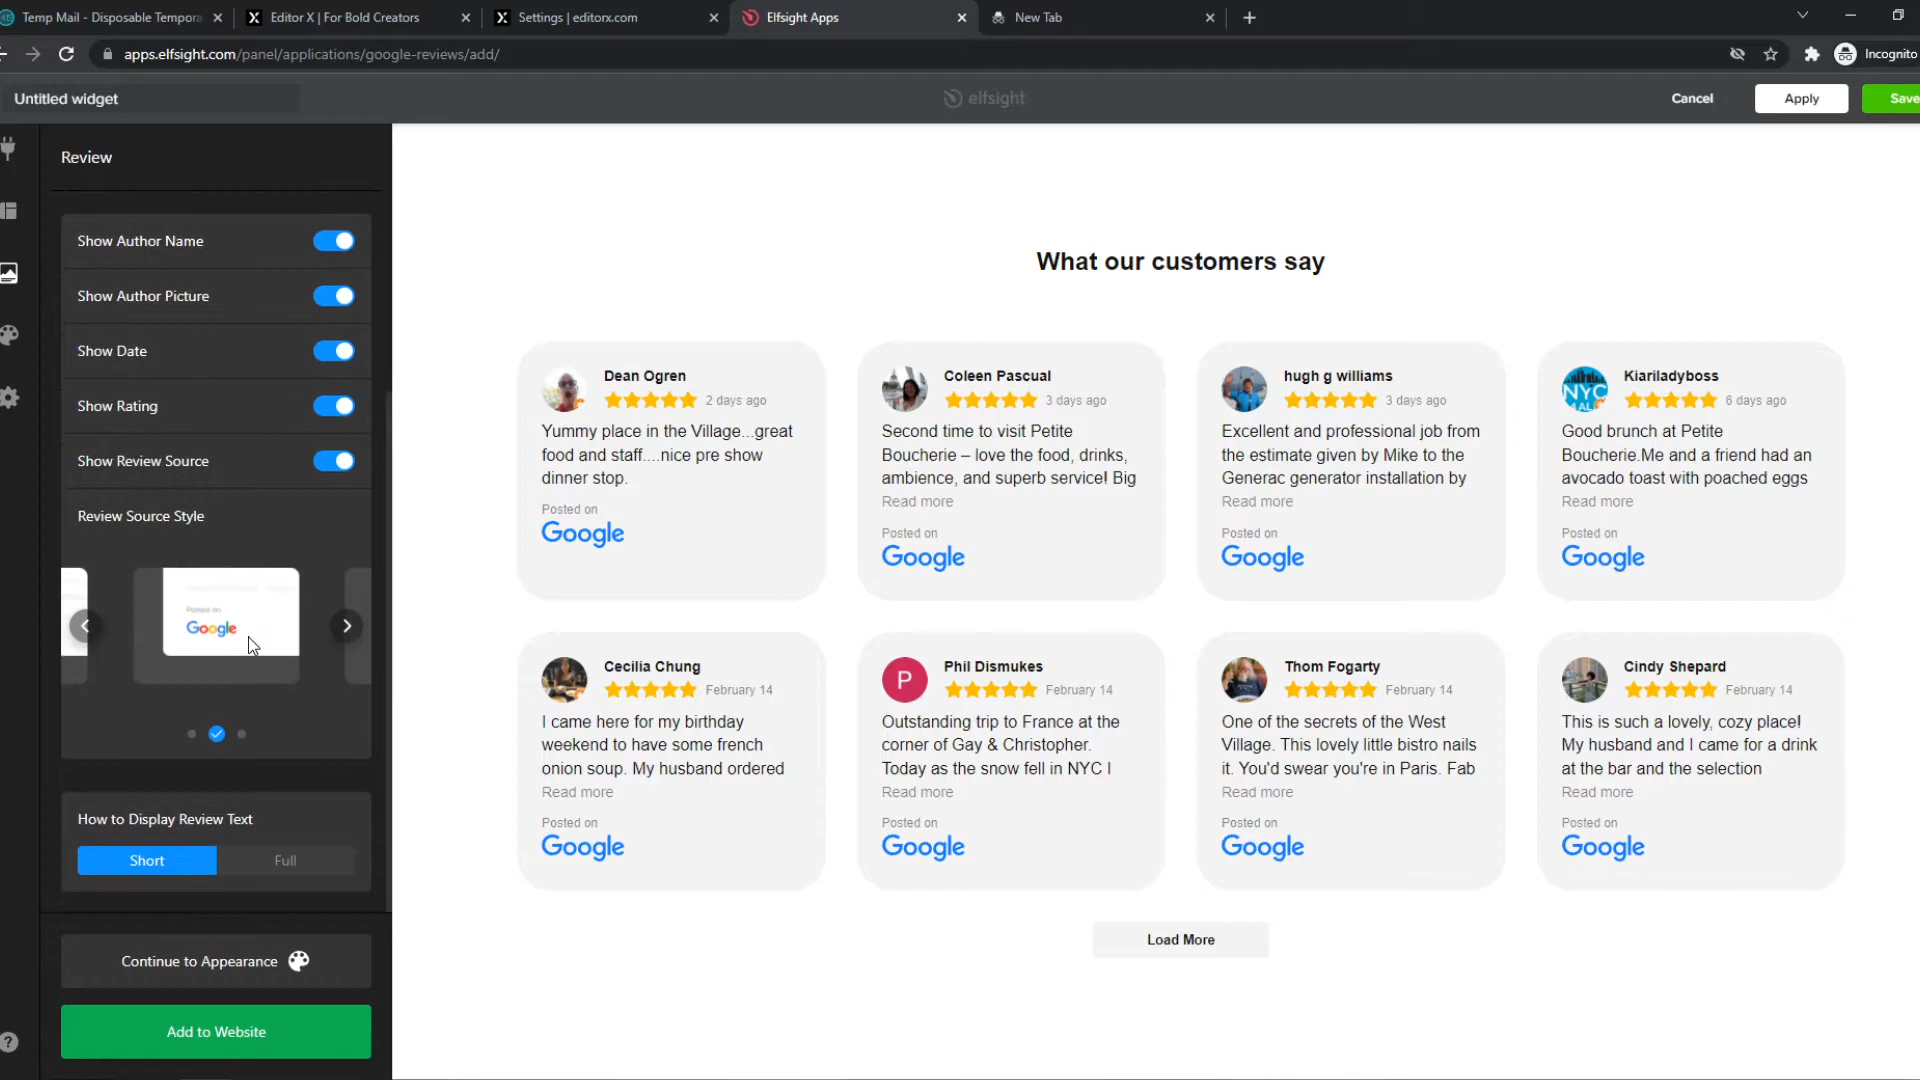 Temp Mail - Disposable Tempora
Editor X | For Bold Creators
Settings | editorx.com
Elfsight Apps
New Tab
apps.elfsight.com/panel/applications/google-reviews/add/
Incognito
Untitled widget
elfsight
Cancel
Apply
Save
Review
Show Author Name
Show Author Picture
Show Date
Show Rating
Show Review Source
Review Source Style
Posted on
Google
How to Display Review Text
Short
Full
Continue to Appearance
Add to Website
?
What our customers say
Dean Ogren
2 days ago
Yummy place in the Village...great
food and staff....nice pre show
dinner stop.
Posted on
Google
Coleen Pascual
3 days ago
Second time to visit Petite
Boucherie – love the food, drinks,
ambience, and superb service! Big
Read more
Posted on
Google
hugh g williams
3 days ago
Excellent and professional job from
the estimate given by Mike to the
Generac generator installation by
Read more
Posted on
Google
NYC
Kiariladyboss
6 days ago
Good brunch at Petite
Boucherie.Me and a friend had an
avocado toast with poached eggs
Read more
Posted on
Google
Cecilia Chung
February 14
I came here for my birthday
weekend to have some french
onion soup. My husband ordered
Read more
Posted on
Google
P
Phil Dismukes
February 14
Outstanding trip to France at the
corner of Gay & Christopher.
Today as the snow fell in NYC I
Read more
Posted on
Google
Thom Fogarty
February 14
One of the secrets of the West
Village. This lovely little bistro nails
it. You'd swear you're in Paris. Fab
Read more
Posted on
Google
Cindy Shepard
February 14
This is such a lovely, cozy place!
My husband and I came for a drink
at the bar and the selection
Read more
Posted on
Google
Load More